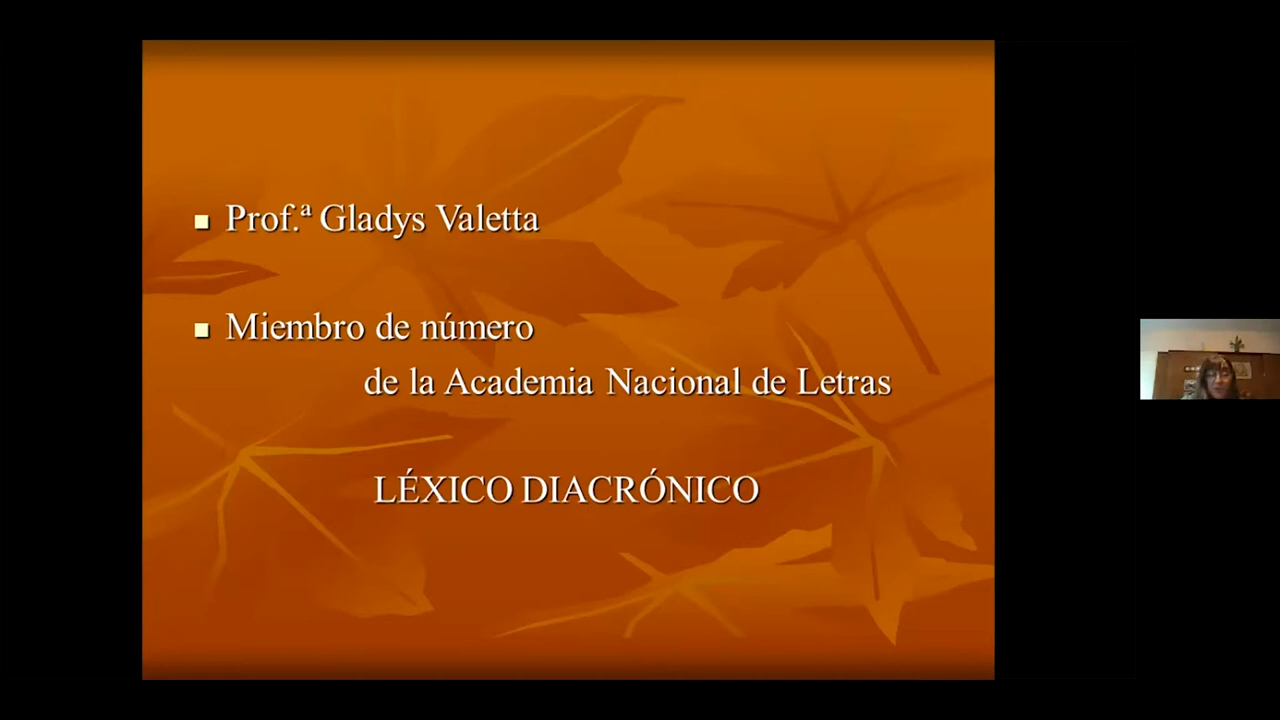 Prof.ª Gladys Valetta
Miembro de número
de la Academia Nacional de Letras
LÉXICO DIACRÓNICO